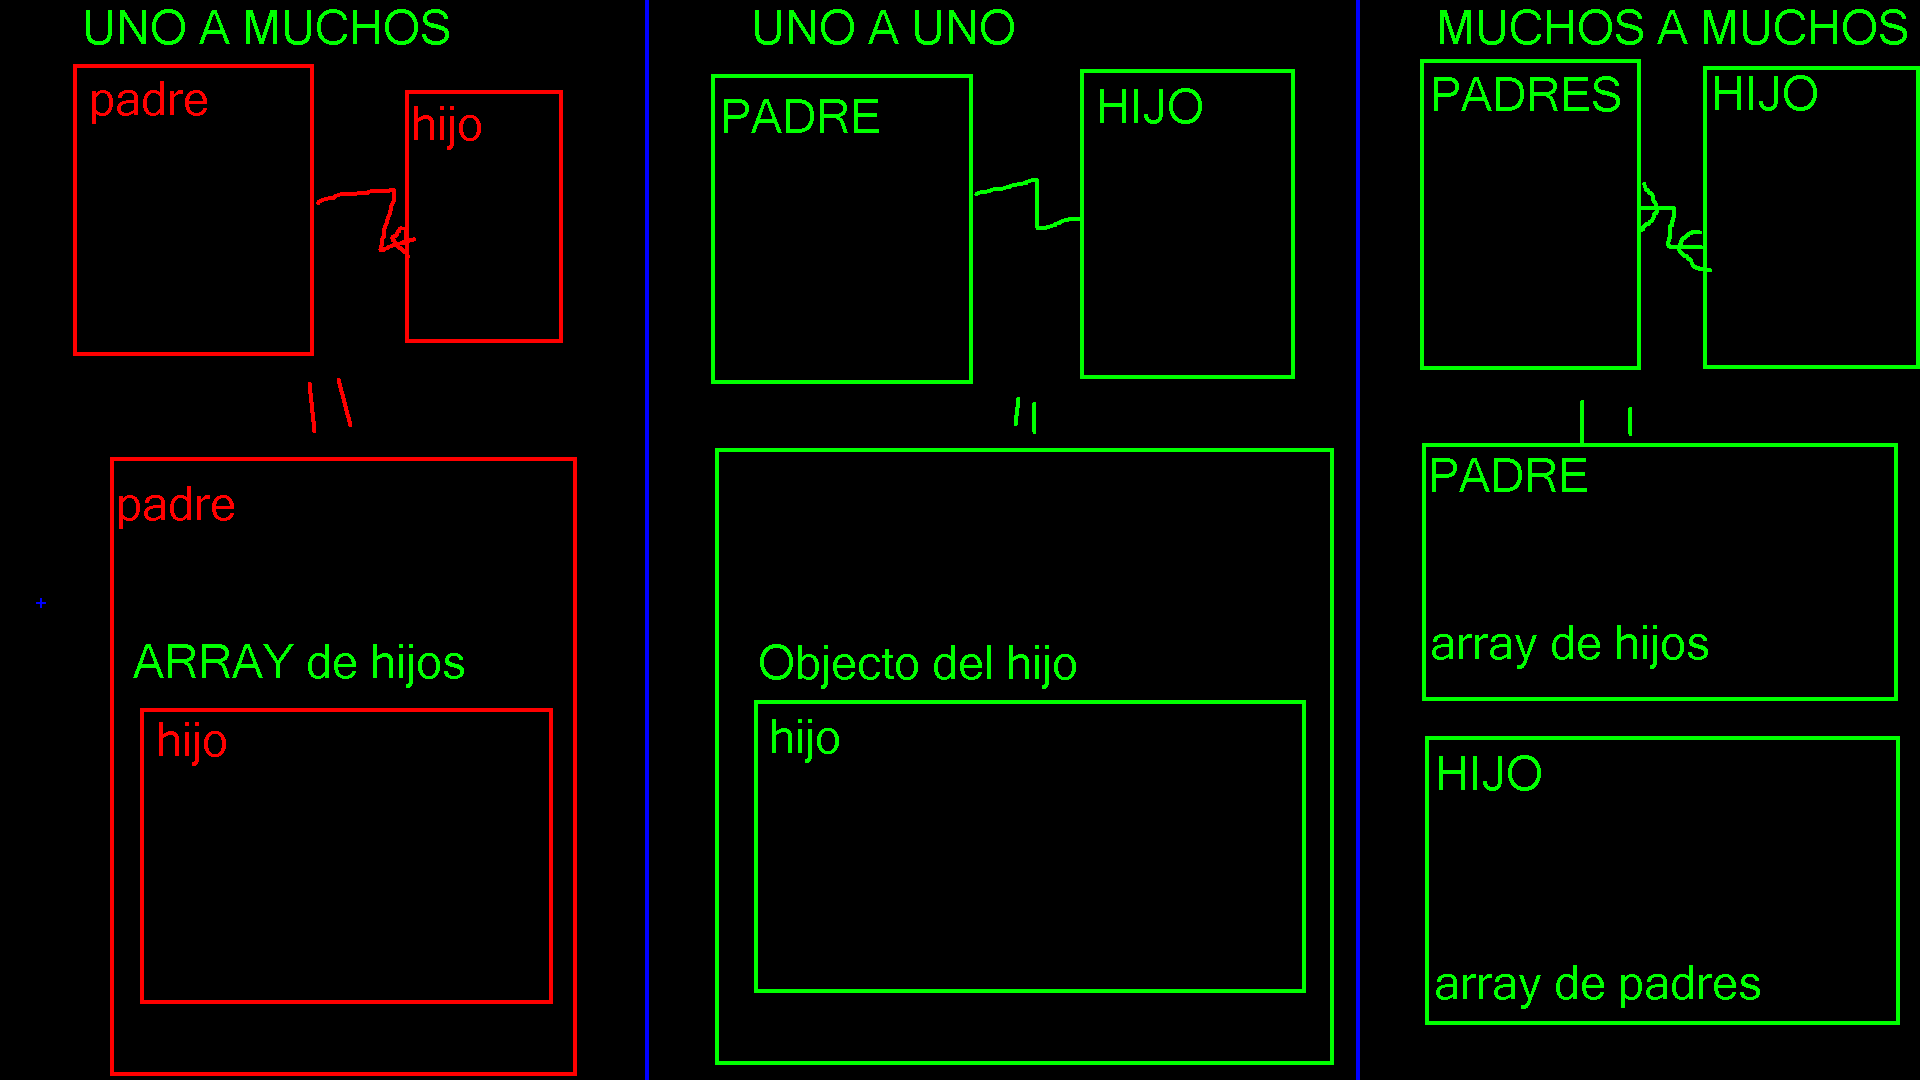 UNO A MUCHOS
padre
hijo
padre
ARRAY de hijos
hijo
UNO A UNO
PADRE
HIJO
Objecto del hijo
hijo
MUCHOS A MUCHOS
PADRES
HIJO
PADRE
array de hijos
HIJO
array de padres